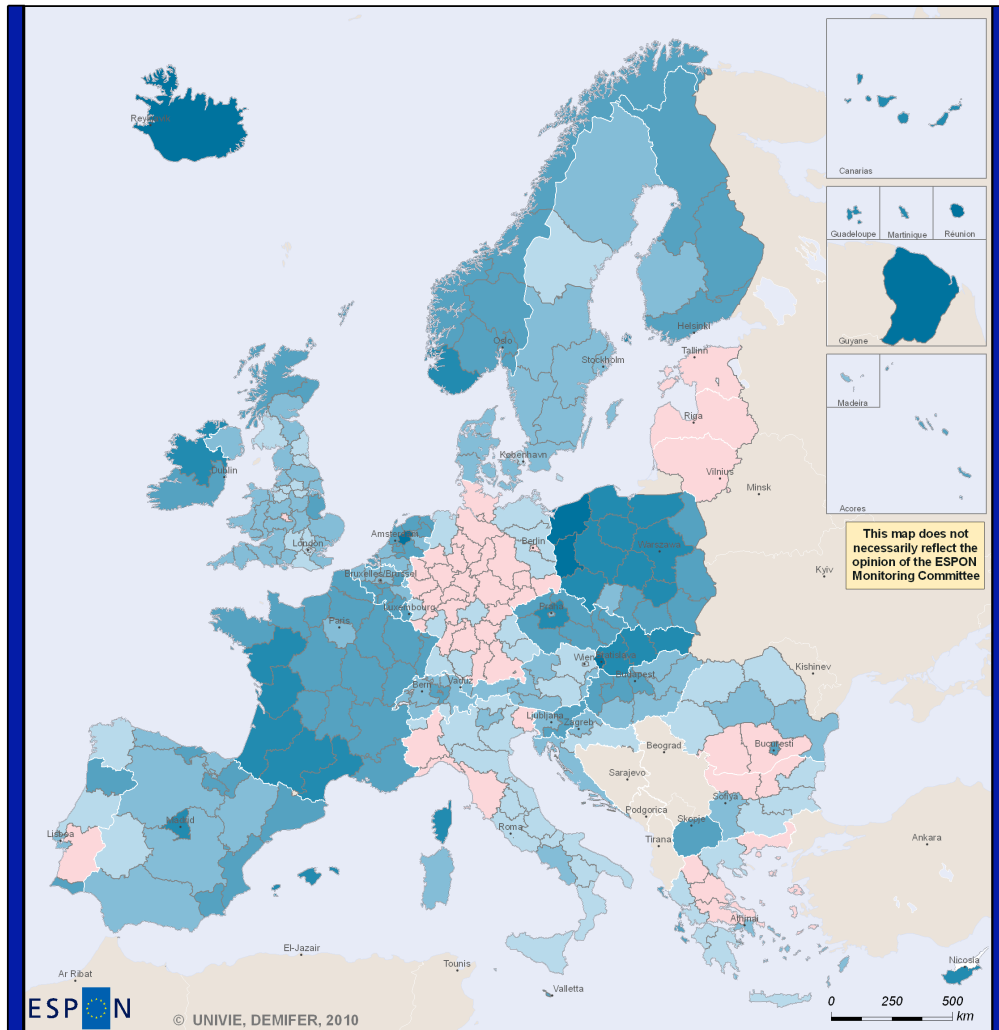 Reykjavik
Canarias
Guadeloupe
Martinique
Réunion
Guyane
Madeira
Acores
This map does not
necessarily reflect the
opinion of the ESPON
Monitoring Committee
Oslo
Helsinki
Tallinn
Stockholm
Riga
København
Vilnius
Minsk
Dublin
London
Amsterdam
Berlin
Warszawa
Kyiv
Bruxelles/Brussel
Luxembourg
Praha
Paris
Wien
Bratislava
Kishinev
Bern
Vaduz
Budapest
Ljubljana
Zagreb
Beograd
Bucuresti
Sarajevo
Sofiya
Podgorica
Skopje
Roma
Tirana
Madrid
Lisboa
Ankara
Athinai
El-Jazair
Tounis
Ar Ribat
Valletta
Nicosia
ESPON
© UNIVIE, DEMIFER, 2010
0 250 500
km